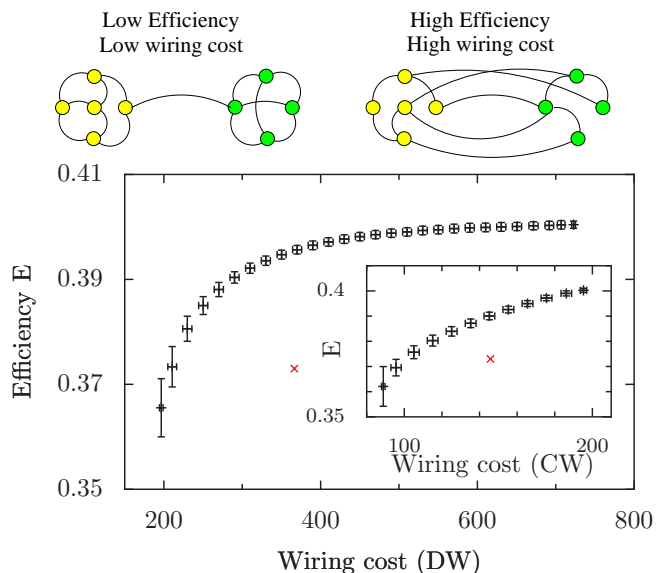 Low Efficiency
Low wiring cost
High Efficiency
High wiring cost
0.41
0.39
0.37
0.35
Efficiency E
200
400
600
800
Wiring cost (DW)
0.4
0.35
E
100
200
Wiring cost (CW)